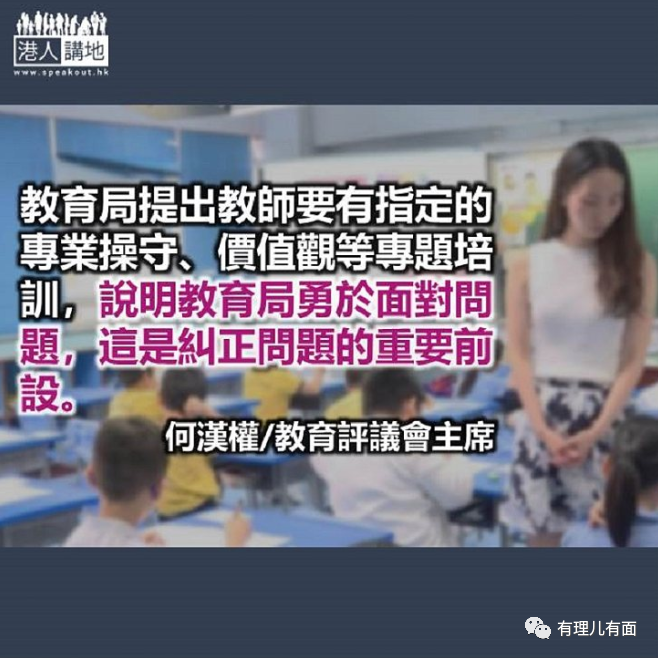 港人講地
www.speakout.hk
教育局提出教師要有指定的
專業操守、價值觀等專題培
訓，說明教育局勇於面對問
題，這是糾正問題的重要前
設。
何漢權/教育評議會主席
有理儿有面